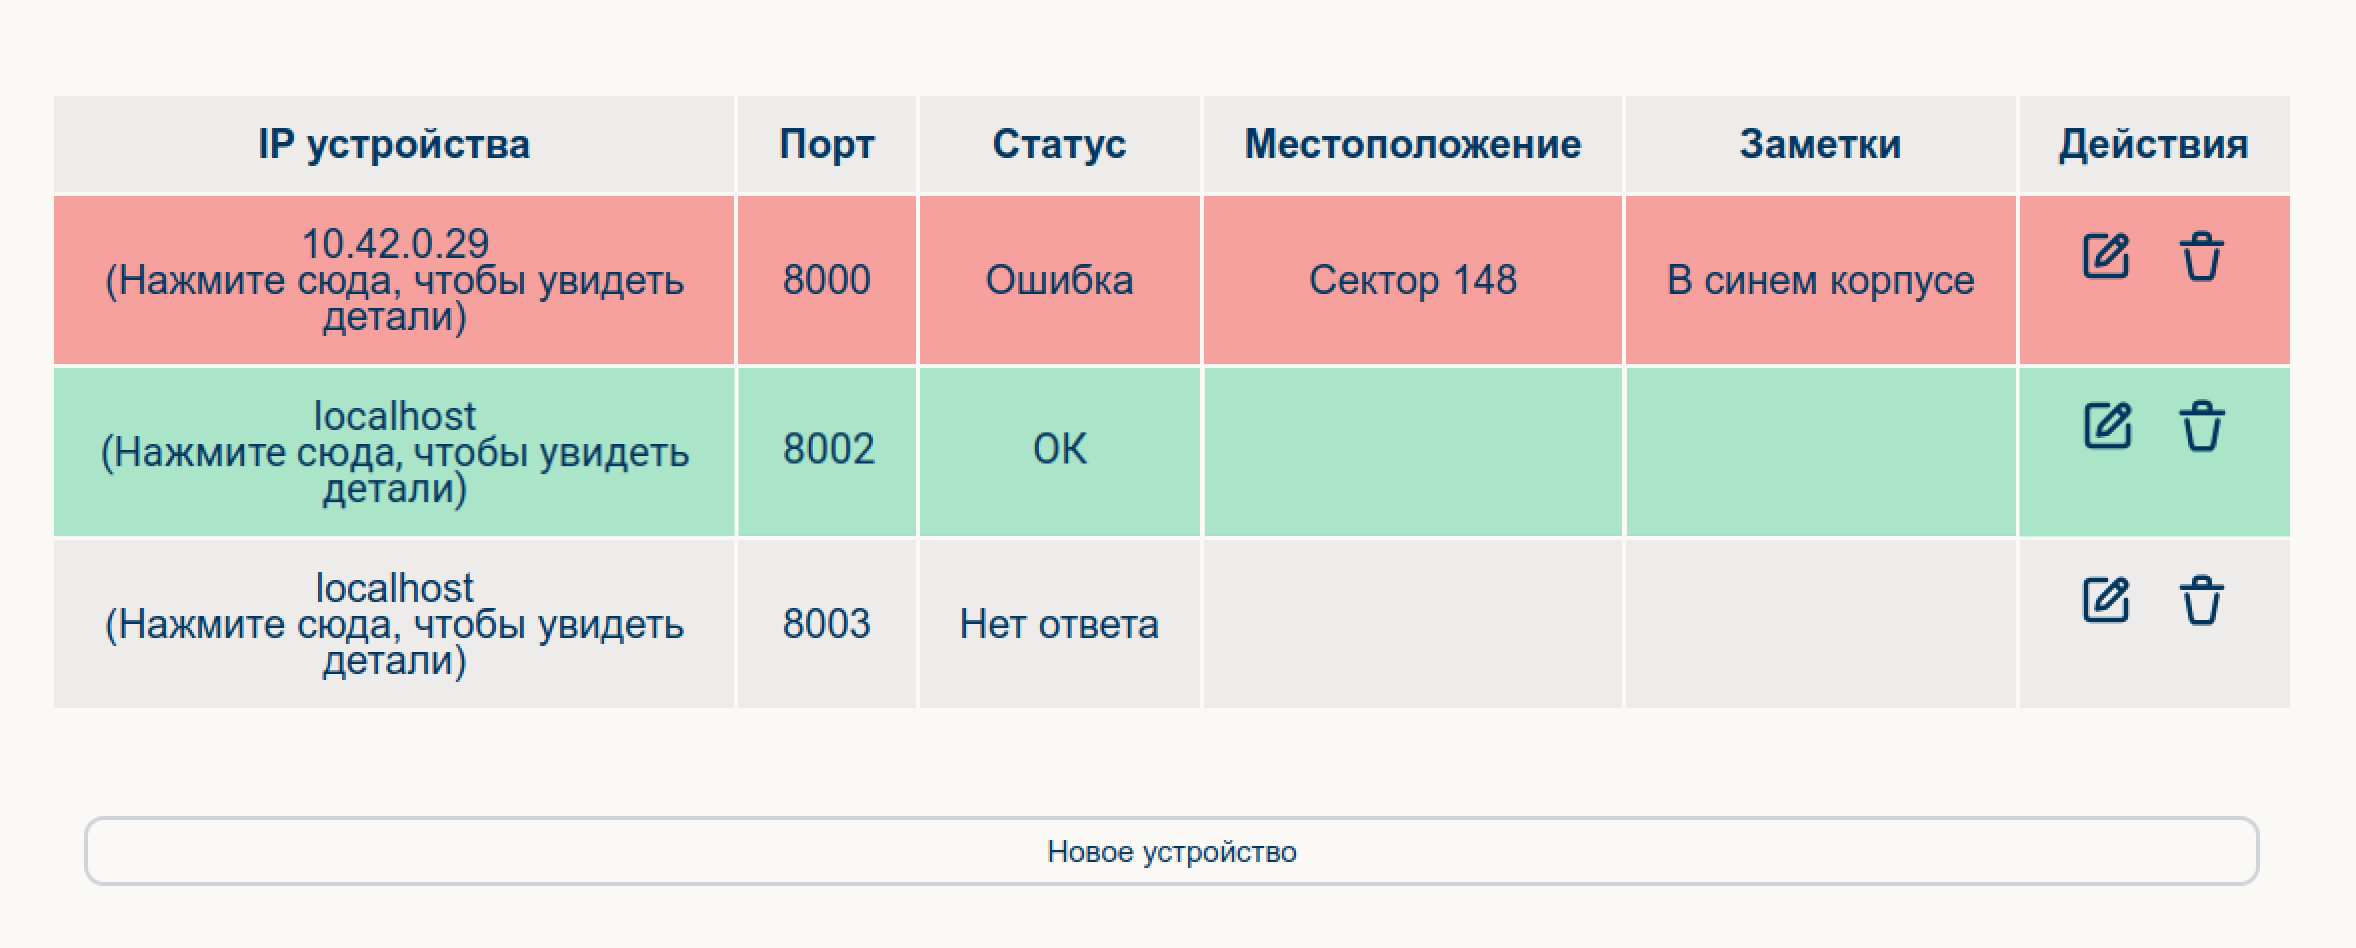 IP устройства Порт Статус Местоположение Заметки Действия
10.42.0.29
(Нажмите сюда, чтобы увидеть
детали)
8000 Ошибка Сектор 148 В синем корпусе
localhost
(Нажмите сюда, чтобы увидеть
детали)
8002 ОК
localhost
(Нажмите сюда, чтобы увидеть
детали)
8003 Нет ответа
Новое устройство